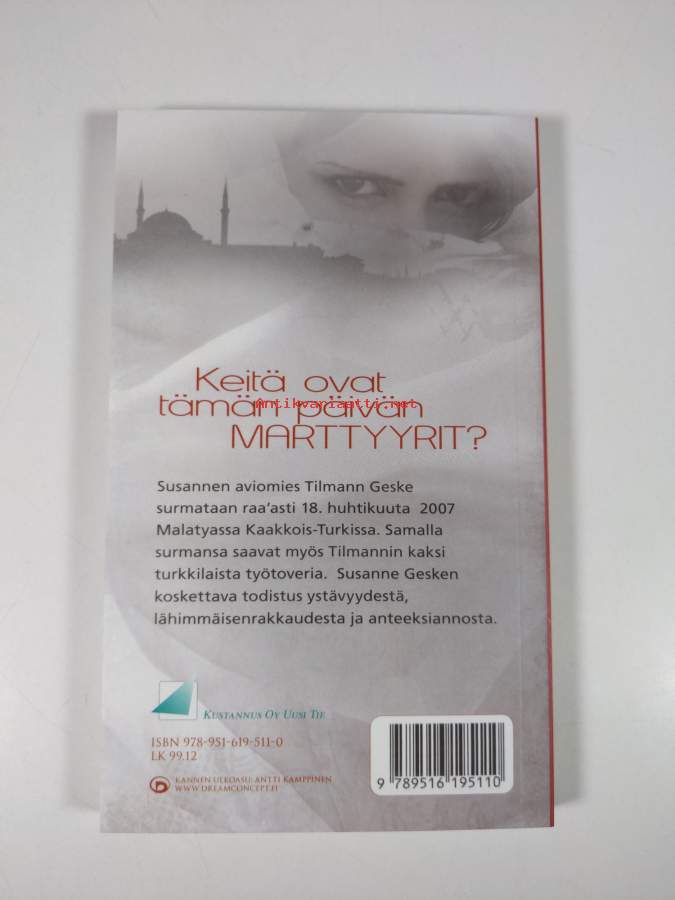 Keitä ovat
tämän päivän
MARTTYYRIT?
Antikvariaatti.net
Susannen aviomies Tilmann Geske
surmataan raa'asti 18. huhtikuuta 2007
Malatyassa Kaakkois-Turkissa. Samalla
surmansa saavat myös Tilmannin kaksi
turkkilaista työtoveria. Susanne Gesken
koskettava todistus ystävyydestä,
lähimmäisenrakkaudesta ja anteeksiannosta.
KUSTANNUS OY UUSI TIE
ISBN 978-951-619-511-0
LK 99.12
KANNEN ULKOASU: ANTTI KAMPPINEN
WWW.DREAMCONCEPT.FI
9 789516 195110